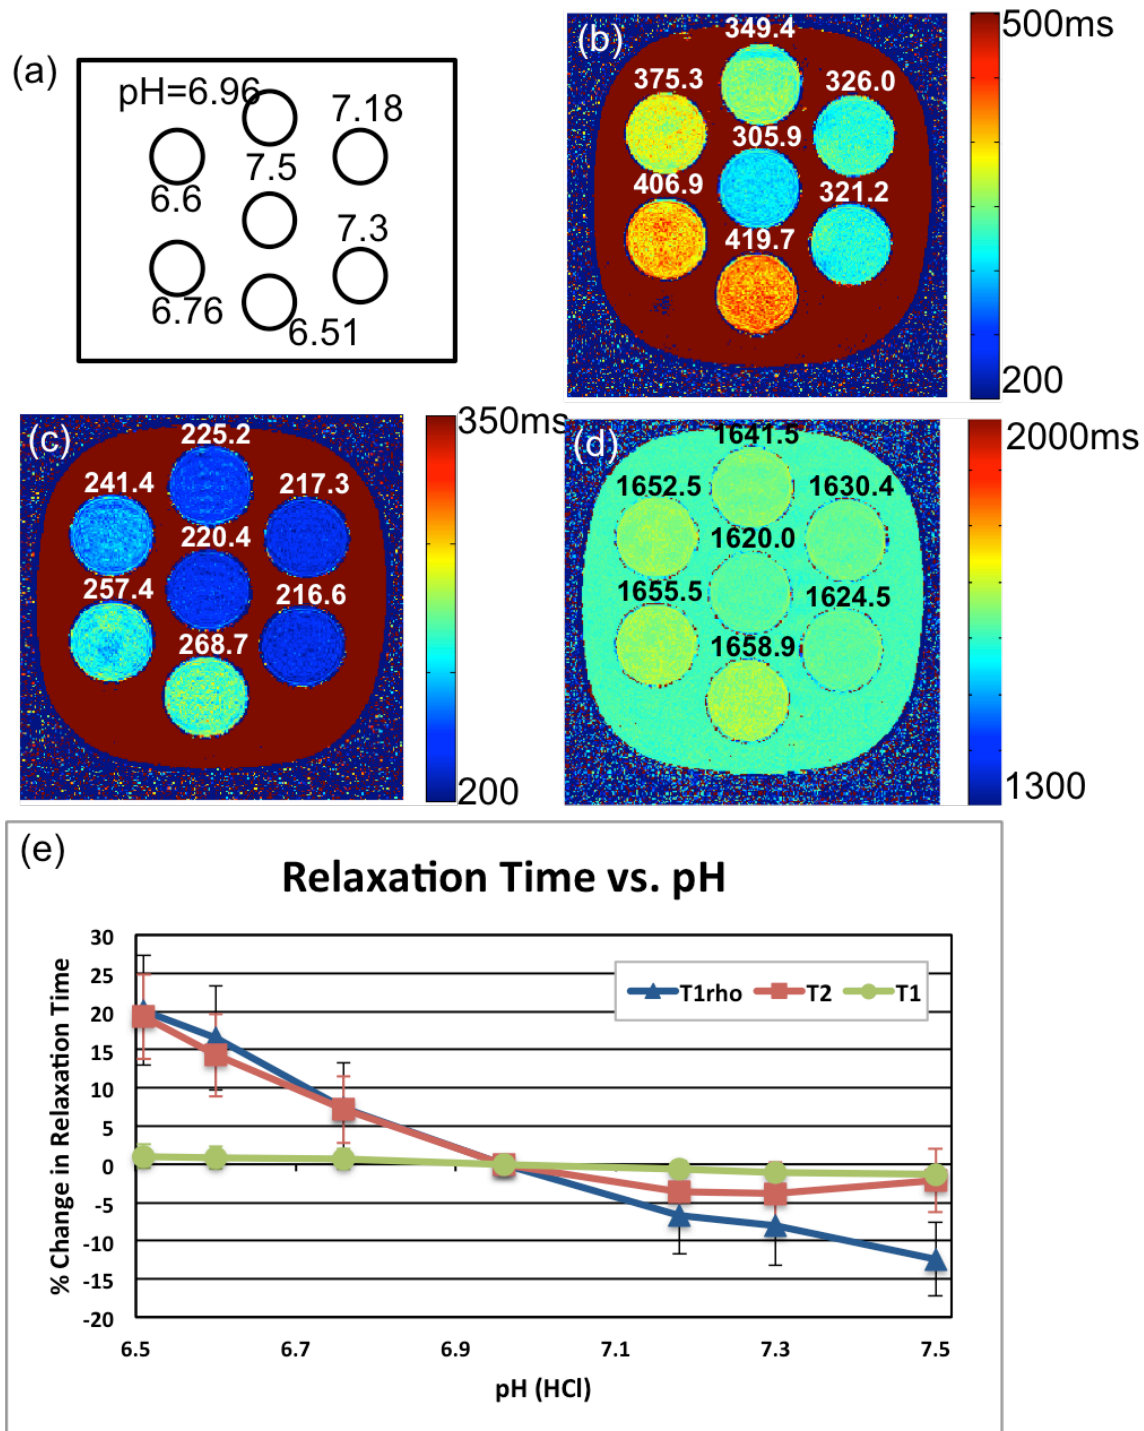 (a)
pH=6.96
7.18
6.6
7.5
7.3
6.76
6.51
(b)
349.4
375.3
326.0
305.9
406.9
321.2
419.7
500ms
200
(c)
225.2
241.4
217.3
220.4
257.4
216.6
268.7
350ms
200
(d)
1641.5
1652.5
1630.4
1620.0
1655.5
1624.5
1658.9
2000ms
1300
(e)
Relaxation Time vs. pH
% Change in Relaxation Time
30
25
20
15
10
5
0
-5
-10
-15
-20
T1rho T2 T1
6.5 6.7 6.9 7.1 7.3 7.5
pH (HCl)